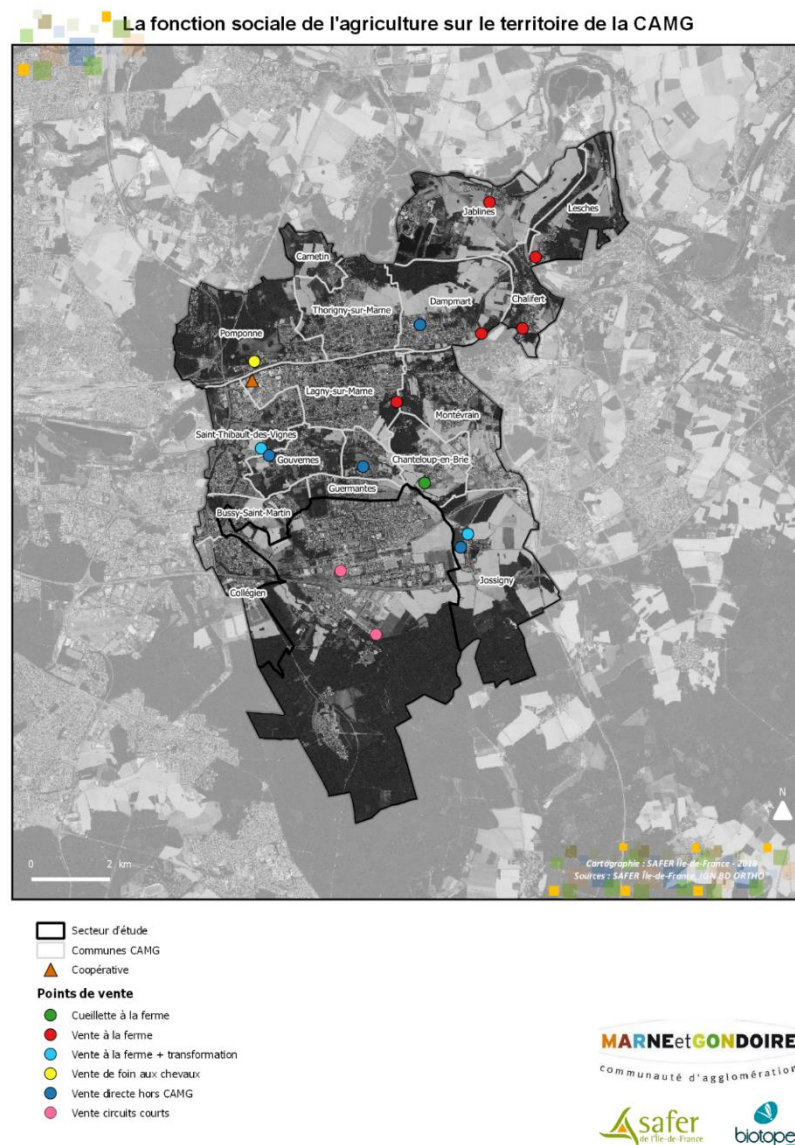 La fonction sociale de l'agriculture sur le territoire de la CAMG
Jablines
Lesches
Carnetin
Thorigny-sur-Marne
Dampmart
Chalifert
Pomponne
Lagny-sur-Marne
Montévrain
Saint-Thibault-des-Vignes
Gouvernes
Chanteloup-en-Brie
Guermantes
Bussy-Saint-Martin
Collégien
Jossigny
N
0 2 km
Cartographie : SAFER Île-de-France - 2018
Sources : SAFER Île-de-France, IGN BD ORTHO
Secteur d'étude
Communes CAMG
Coopérative
Points de vente
Cueillette à la ferme
Vente à la ferme
Vente à la ferme + transformation
Vente de foin aux chevaux
Vente directe hors CAMG
Vente circuits courts
MARNEetGONDOIRE
communauté d'agglomération
safer
de l'Île-de-France
biotope